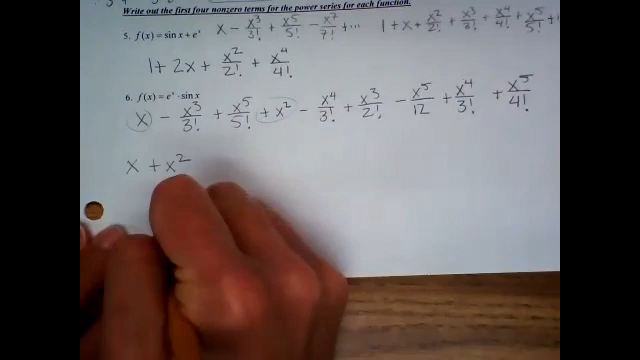 Write out the first four nonzero terms for the power series for each function.
5. f(x) = sin x + eˣ x - x³/3! + x⁵/5! - x⁷/7! + ... 1 + x + x²/2! + x³/3! + x⁴/4! + x⁵/5! +
1 + 2x + x²/2! + x⁴/4!
6. f(x) = eˣ · sin x
x - x³/3! + x⁵/5! + x² - x⁴/3! + x³/2! - x⁵/12 + x⁴/3! + x⁵/4!
x + x²